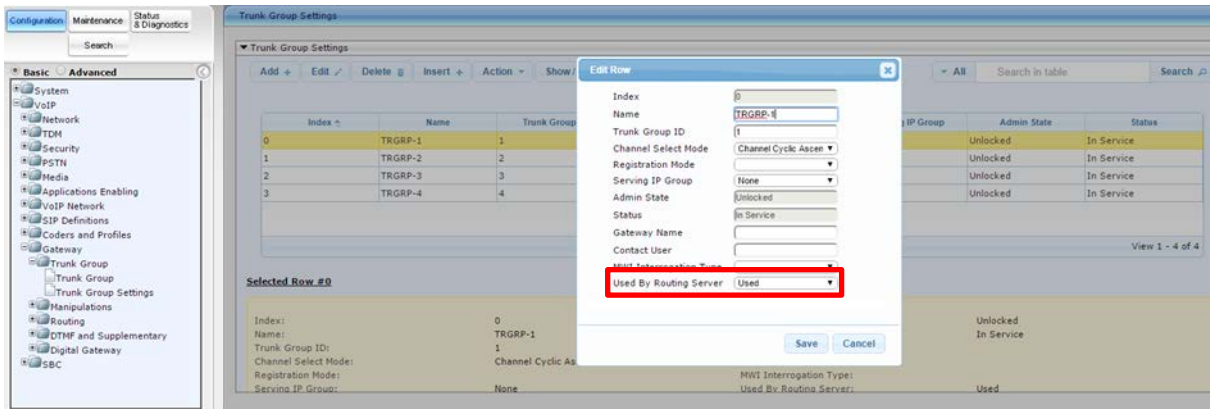 Configuration Maintenance Status & Diagnostics
Search
Basic Advanced
System
VoIP
Network
TDM
Security
PSTN
Media
Applications Enabling
VoIP Network
SIP Definitions
Coders and Profiles
Gateway
Trunk Group
Trunk Group
Trunk Group Settings
Manipulations
Routing
DTMF and Supplementary
Digital Gateway
SBC
Trunk Group Settings
Trunk Group Settings
Add + Edit Delete Insert + Action Show / All Search in table Search
Index Name Trunk Group IP Group Admin State Status
0 TRGRP-1 Unlocked In Service
1 TRGRP-2 2 Unlocked In Service
2 TRGRP-3 3 Unlocked In Service
3 TRGRP-4 4 Unlocked In Service
View 1 - 4 of 4
Edit Row x
Index 0
Name TRGRP-1
Trunk Group ID 1
Channel Select Mode Channel Cyclic Ascen
Registration Mode
Serving IP Group None
Admin State Unlocked
Status In Service
Gateway Name
Contact User
MWI Interrogation Type
Used By Routing Server Used
Save Cancel
Selected Row #0
Index: 0 Unlocked
Name: TRGRP-1 In Service
Trunk Group ID: 1
Channel Select Mode: Channel Cyclic As
Registration Mode: MWI Interrogation Type:
Serving IP Group: None Used By Routing Server: Used